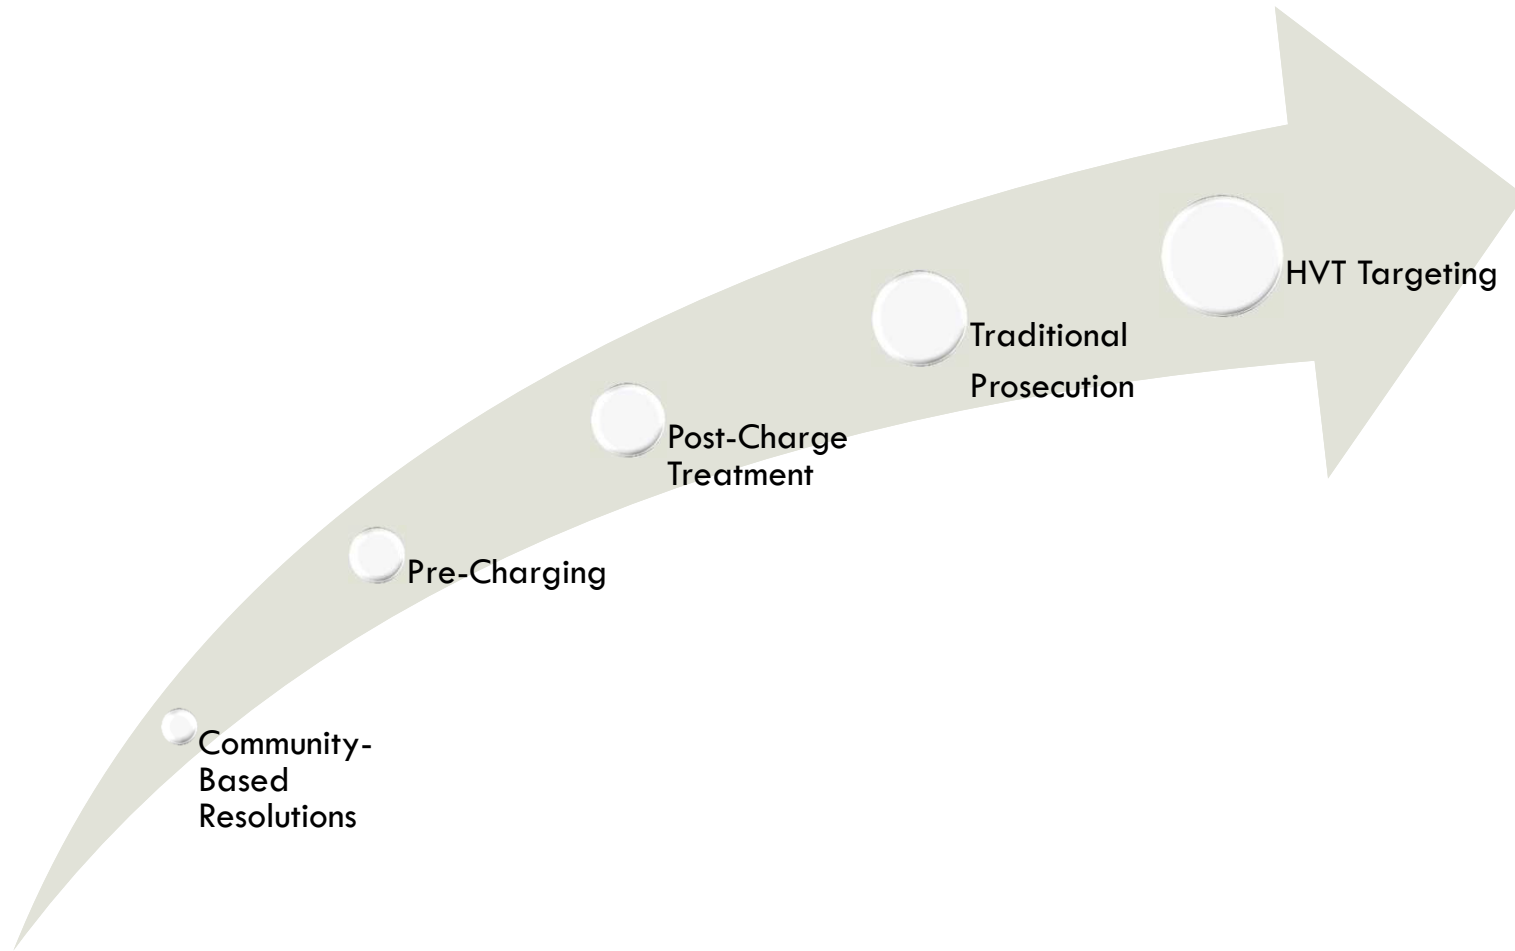 HVT Targeting
Traditional
Prosecution
Post-Charge
Treatment
Pre-Charging
Community-
Based
Resolutions